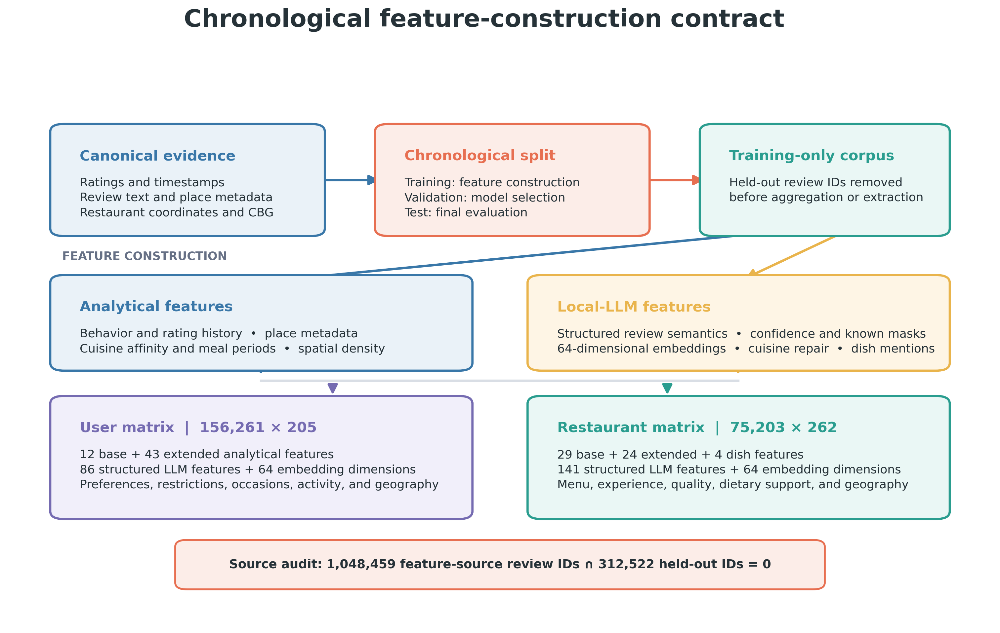 Chronological feature-construction contract
Canonical evidence
Ratings and timestamps
Review text and place metadata
Restaurant coordinates and CBG
Chronological split
Training: feature construction
Validation: model selection
Test: final evaluation
Training-only corpus
Held-out review IDs removed
before aggregation or extraction
FEATURE CONSTRUCTION
Analytical features
Behavior and rating history • place metadata
Cuisine affinity and meal periods • spatial density
Local-LLM features
Structured review semantics • confidence and known masks
64-dimensional embeddings • cuisine repair • dish mentions
User matrix | 156,261 × 205
12 base + 43 extended analytical features
86 structured LLM features + 64 embedding dimensions
Preferences, restrictions, occasions, activity, and geography
Restaurant matrix | 75,203 × 262
29 base + 24 extended + 4 dish features
141 structured LLM features + 64 embedding dimensions
Menu, experience, quality, dietary support, and geography
Source audit: 1,048,459 feature-source review IDs ∩ 312,522 held-out IDs = 0